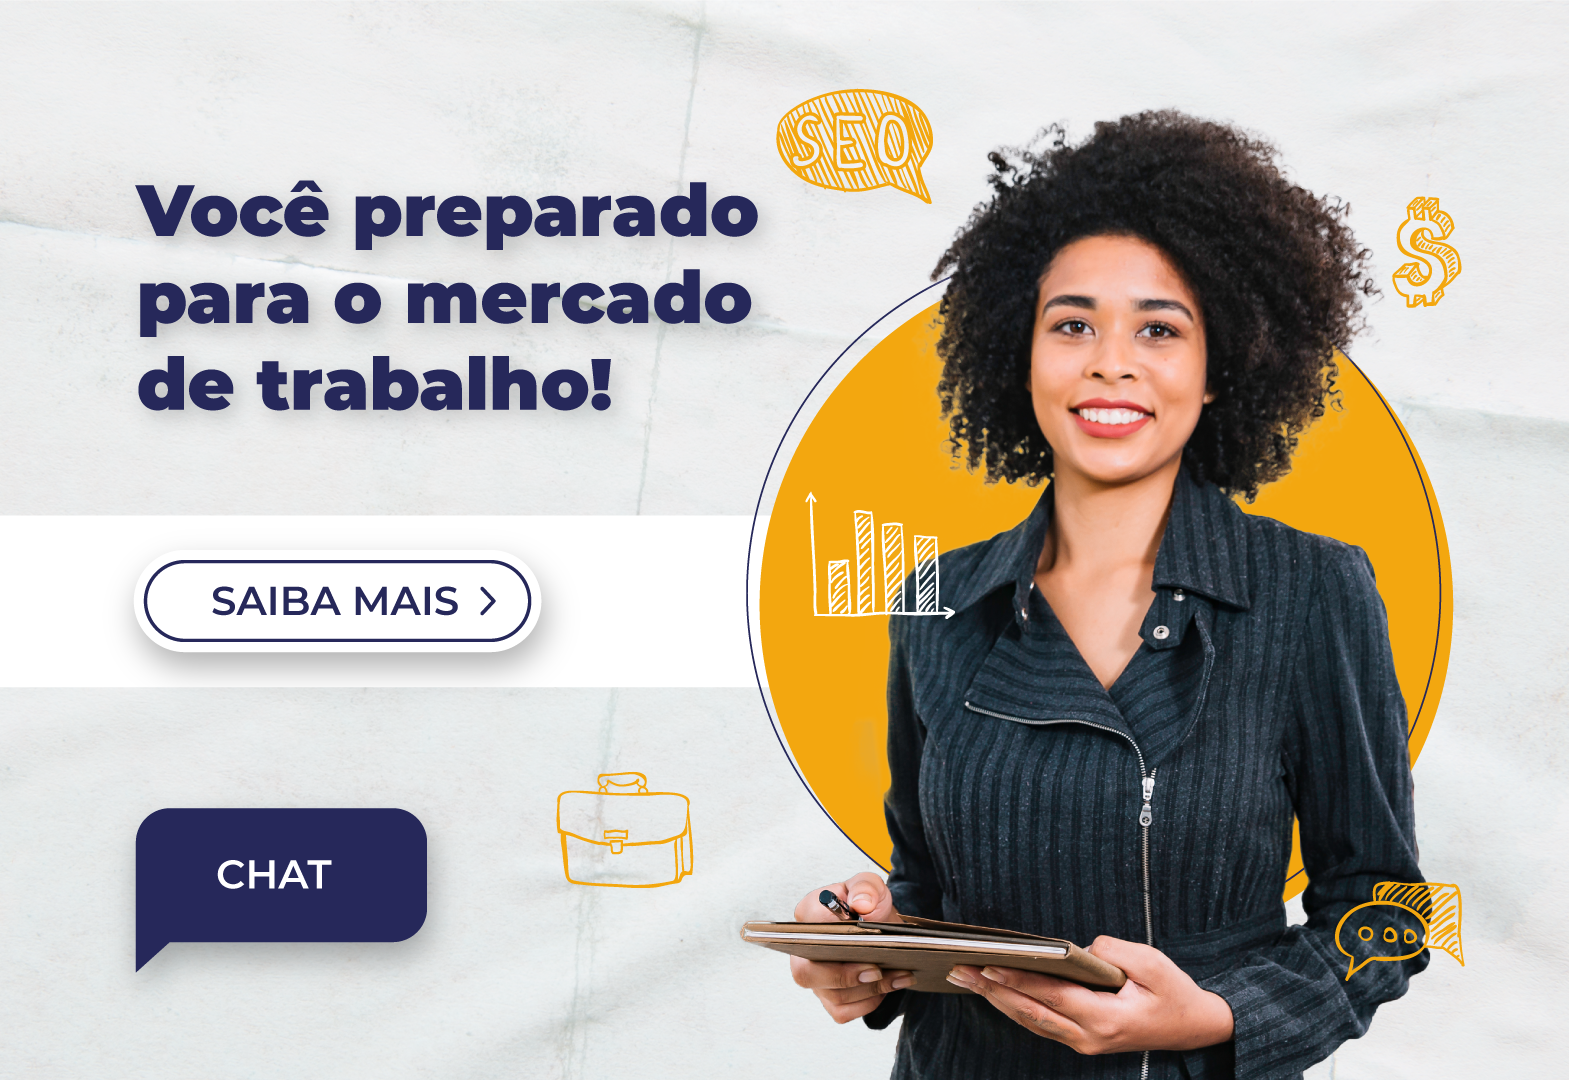 SEO
Você preparado
para o mercado
de trabalho!
SAIBA MAIS
CHAT